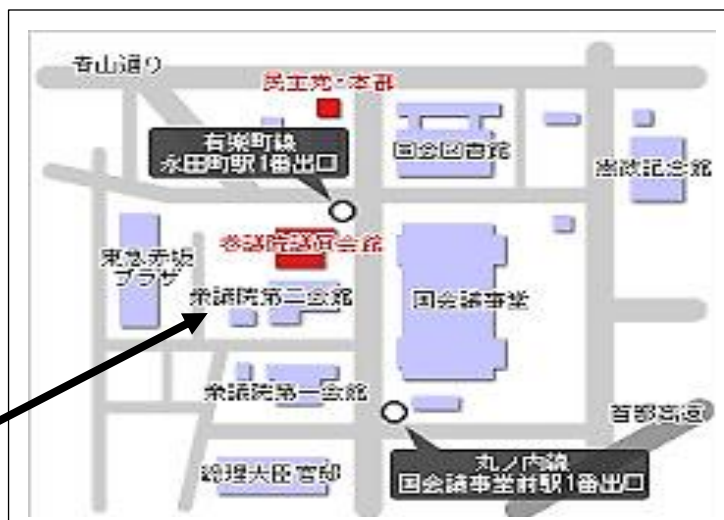 青山通り
民主党・本部
有楽町線
永田町駅1番出口
国会図書館
憲政記念館
参議院議員会館
東急赤坂
プラザ
衆議院第二会館
国会議事堂
衆議院第一会館
首都高速
総理大臣官邸
丸ノ内線
国会議事堂前駅1番出口